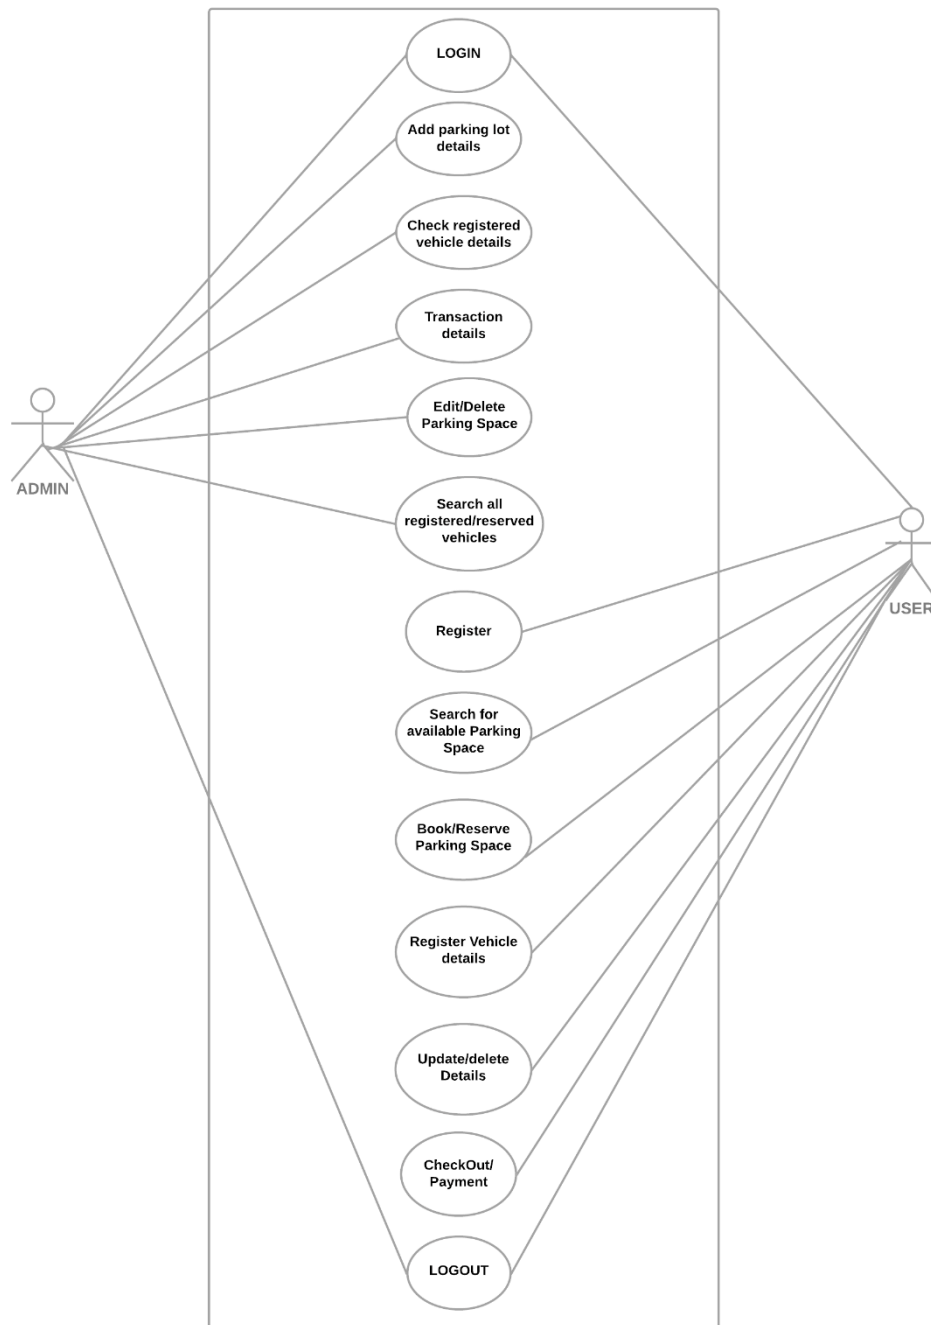 LOGIN
Add parking lot
details
Check registered
vehicle details
Transaction
details
Edit/Delete
Parking Space
ADMIN
Search all
registered/reserved
vehicles
USER
Register
Search for
available Parking
Space
Book/Reserve
Parking Space
Register Vehicle
details
Update/delete
Details
CheckOut/
Payment
LOGOUT